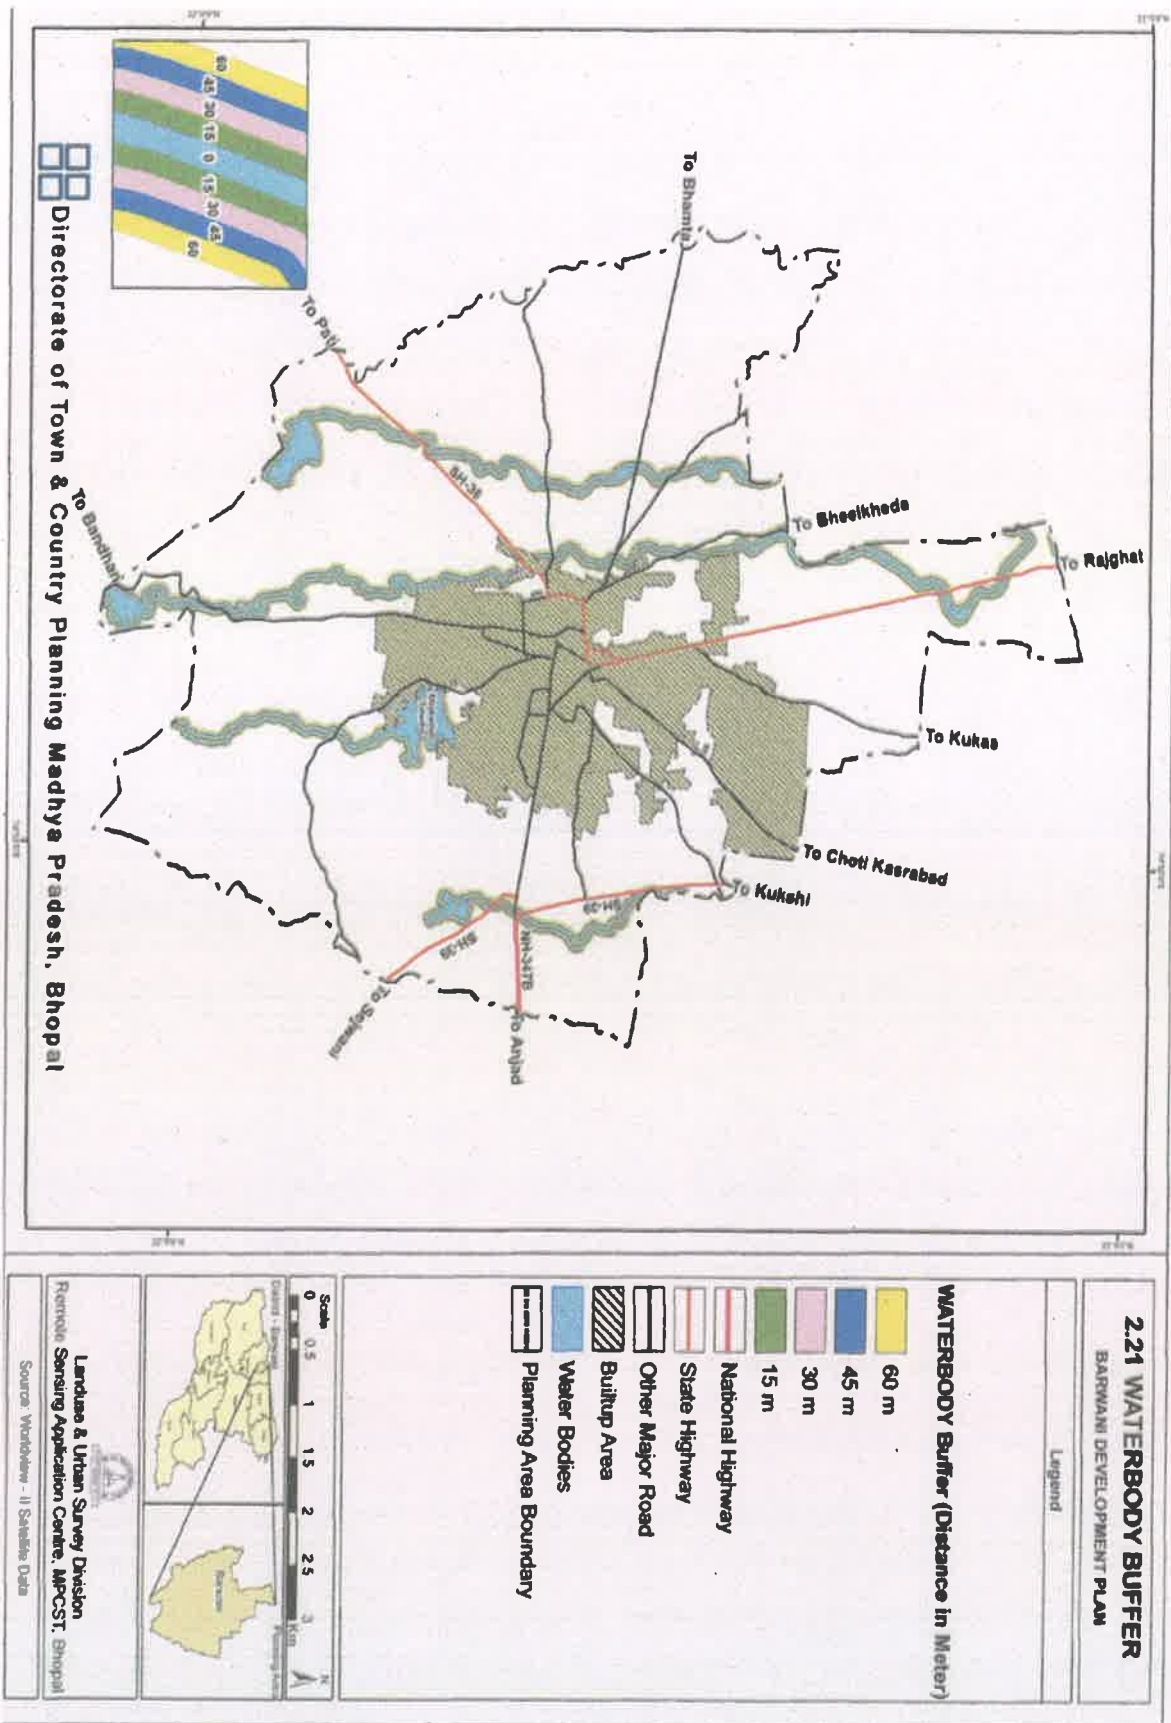 2.21 WATERBODY BUFFER
BARWANI DEVELOPMENT PLAN
Legend
WATERBODY Buffer (Distance in Meter)
60 m
45 m
30 m
15 m
National Highway
State Highway
Other Major Road
Builtup Area
Water Bodies
Planning Area Boundary
Scale
0 0.5 1 1.5 2 2.5 3 Km
N
Landuse & Urban Survey Division
Remote Sensing Application Centre, MPCST, Bhopal
Source: Worldview - II Satellite Data
To Rajghat
To Bheelkheda
To Kukas
To Choti Kasrabad
To Kukshi
To Bhamta
SH-39
NH-347B
To Anjad
SH-39
To Sejwani
To Pati
To Bandhan
60 45 30 15 0 15 30 45 60
Directorate of Town & Country Planning Madhya Pradesh, Bhopal